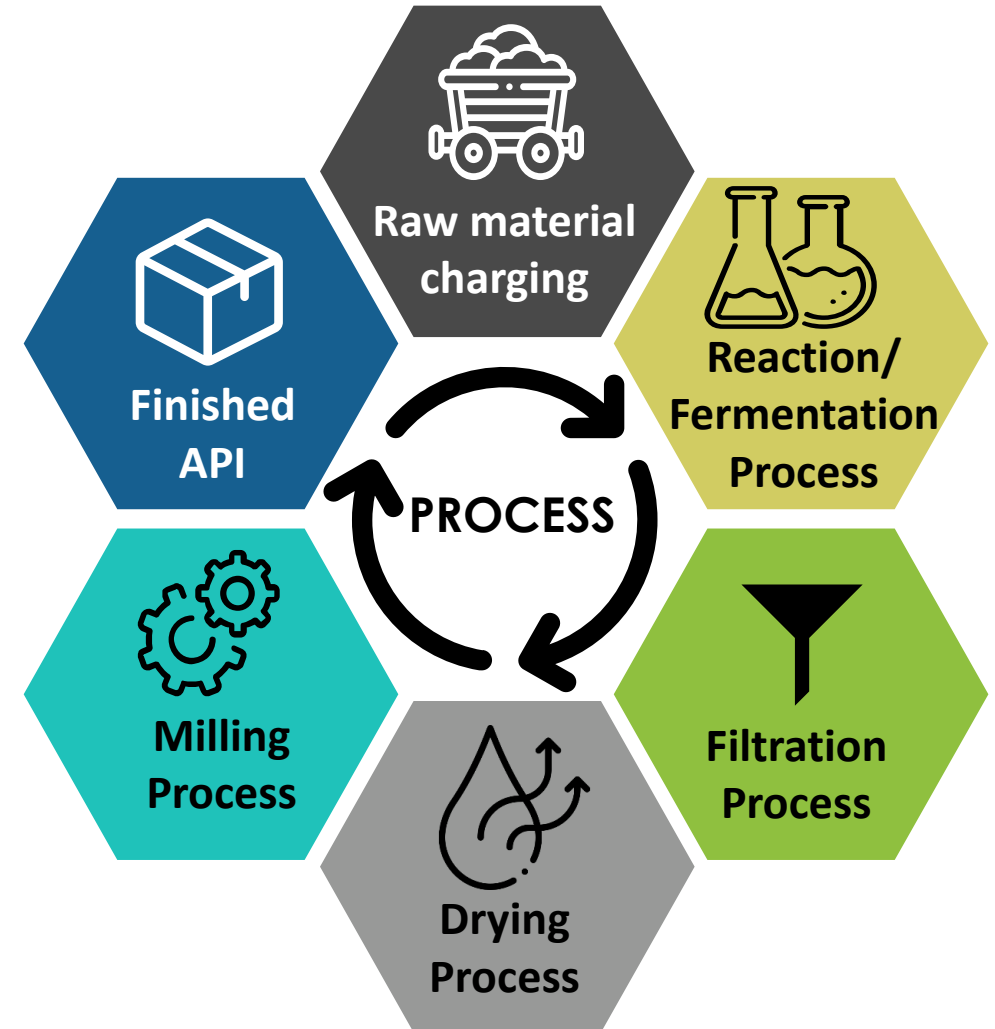 Raw material
charging
Reaction/
Fermentation
Process
Filtration
Process
Drying
Process
Milling
Process
Finished
API
PROCESS